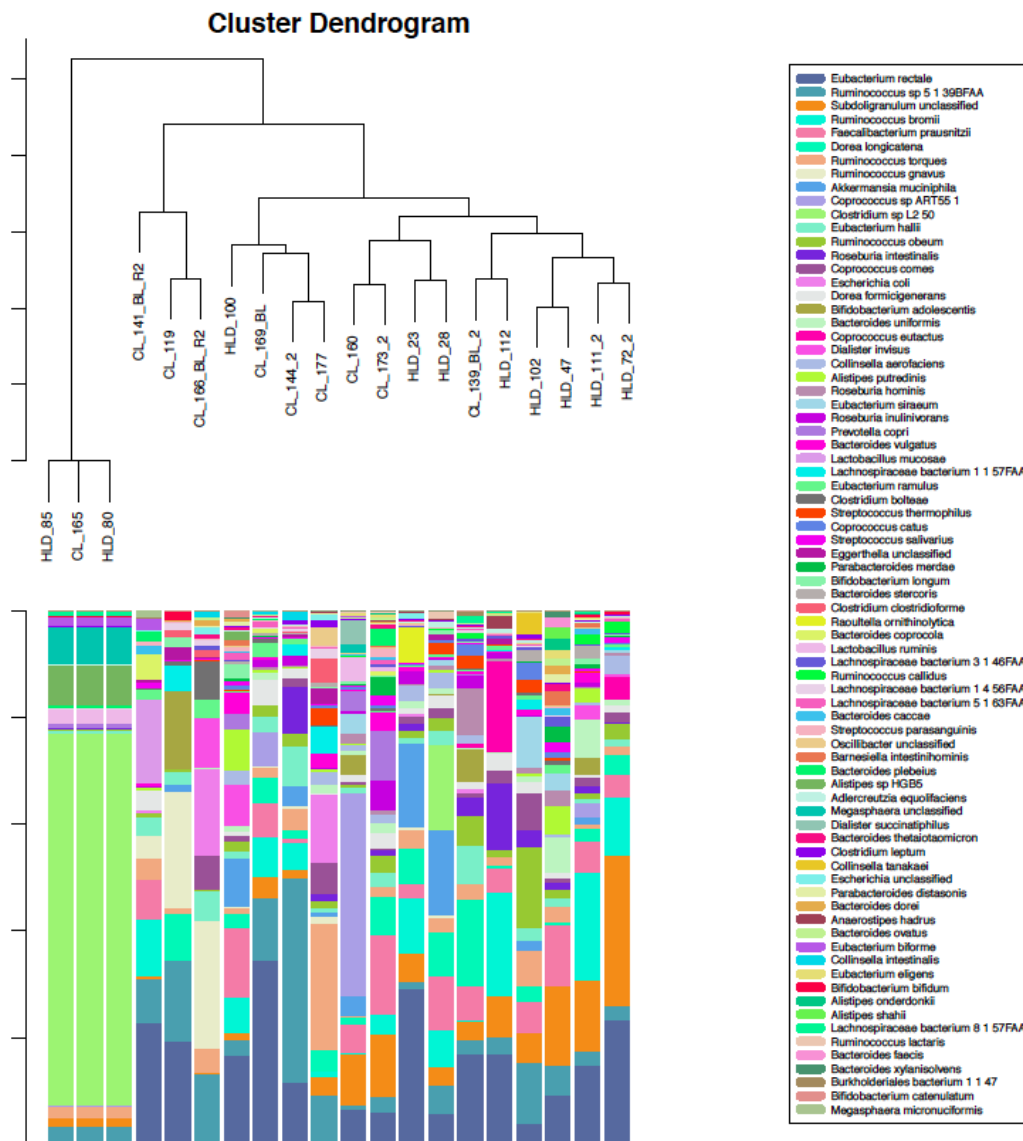 Cluster Dendrogram
CL_141_BL_R2
CL_119
CL_166_BL_R2
HLD_100
CL_169_BL
CL_144_2
CL_177
CL_160
CL_173_2
HLD_23
HLD_28
CL_139_BL_2
HLD_112
HLD_102
HLD_47
HLD_111_2
HLD_72_2
HLD_85
CL_165
HLD_80
Eubacterium rectale
Ruminococcus sp 5 1 39BFAA
Subdoligranulum unclassified
Ruminococcus bromii
Faecalibacterium prausnitzii
Dorea longicatena
Ruminococcus torques
Ruminococcus gnavus
Akkermansia muciniphila
Coprococcus sp ART55 1
Clostridium sp L2 50
Eubacterium hallii
Ruminococcus obeum
Roseburia intestinalis
Coprococcus comes
Escherichia coli
Dorea formicigenerans
Bifidobacterium adolescentis
Bacteroides uniformis
Coprococcus eutactus
Dialister invisus
Collinsella aerofaciens
Alistipes putredinis
Roseburia hominis
Eubacterium siraeum
Roseburia inulinivorans
Prevotella copri
Bacteroides vulgatus
Lactobacillus mucosae
Lachnospiraceae bacterium 1 1 57FAA
Eubacterium ramulus
Clostridium bolteae
Streptococcus thermophilus
Coprococcus catus
Streptococcus salivarius
Eggerthella unclassified
Parabacteroides merdae
Bifidobacterium longum
Bacteroides stercoris
Clostridium clostridioforme
Raoultella ornithinolytica
Bacteroides coprocola
Lactobacillus ruminis
Lachnospiraceae bacterium 3 1 46FAA
Ruminococcus callidus
Lachnospiraceae bacterium 1 4 56FAA
Lachnospiraceae bacterium 5 1 63FAA
Bacteroides caccae
Streptococcus parasanguinis
Oscillibacter unclassified
Barnesiella intestinihominis
Bacteroides plebeius
Alistipes sp HGB5
Adlercreutzia equolifaciens
Megasphaera unclassified
Dialister succinatiphilus
Bacteroides thetaiotaomicron
Clostridium leptum
Collinsella tanakaei
Escherichia unclassified
Parabacteroides distasonis
Bacteroides dorei
Anaerostipes hadrus
Bacteroides ovatus
Eubacterium biforme
Collinsella intestinalis
Eubacterium eligens
Bifidobacterium bifidum
Alistipes onderdonkii
Alistipes shahii
Lachnospiraceae bacterium 8 1 57FAA
Ruminococcus lactaris
Bacteroides faecis
Bacteroides xylanisolvens
Burkholderiales bacterium 1 1 47
Bifidobacterium catenulatum
Megasphaera micronuciformis